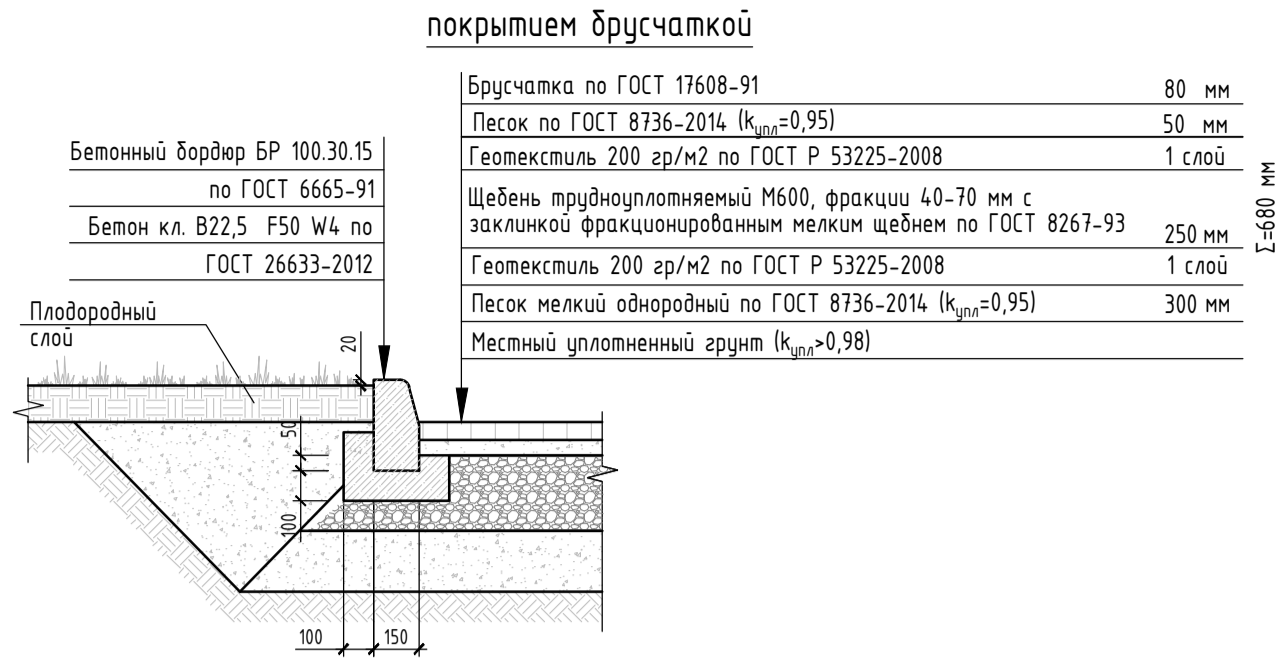 покрытием брусчаткой
Брусчатка по ГОСТ 17608-91 80 мм
Песок по ГОСТ 8736-2014 (kупл=0,95) 50 мм
Геотекстиль 200 гр/м2 по ГОСТ Р 53225-2008 1 слой
Щебень трудноуплотняемый М600, фракции 40-70 мм с
заклинкой фракционированным мелким щебнем по ГОСТ 8267-93 250 мм
Геотекстиль 200 гр/м2 по ГОСТ Р 53225-2008 1 слой
Песок мелкий однородный по ГОСТ 8736-2014 (kупл=0,95) 300 мм
Местный уплотненный грунт (kупл>0,98)
Σ=680 мм
Бетонный бордюр БР 100.30.15
по ГОСТ 6665-91
Бетон кл. В22,5 F50 W4 по
ГОСТ 26633-2012
Плодородный
слой
20
50
100
100 150